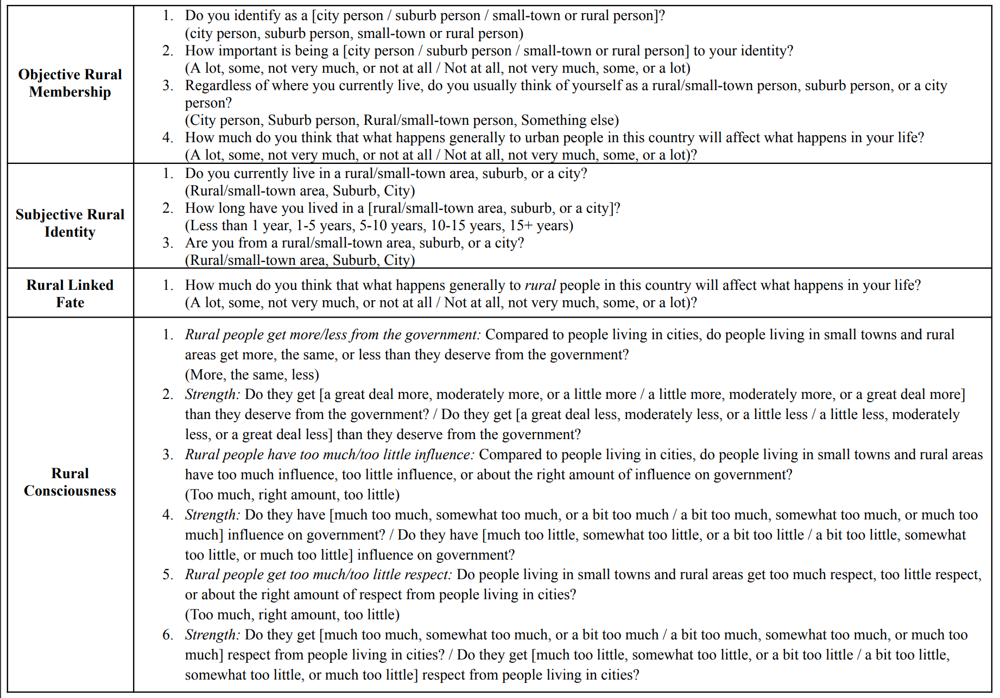 Objective Rural
Membership
1. Do you identify as a [city person / suburb person / small-town or rural person]?
(city person, suburb person, small-town or rural person)
2. How important is being a [city person / suburb person / small-town or rural person] to your identity?
(A lot, some, not very much, or not at all / Not at all, not very much, some, or a lot)
3. Regardless of where you currently live, do you usually think of yourself as a rural/small-town person, suburb person, or a city
person?
(City person, Suburb person, Rural/small-town person, Something else)
4. How much do you think that what happens generally to urban people in this country will affect what happens in your life?
(A lot, some, not very much, or not at all / Not at all, not very much, some, or a lot)?
Subjective Rural
Identity
1. Do you currently live in a rural/small-town area, suburb, or a city?
(Rural/small-town area, Suburb, City)
2. How long have you lived in a [rural/small-town area, suburb, or a city]?
(Less than 1 year, 1-5 years, 5-10 years, 10-15 years, 15+ years)
3. Are you from a rural/small-town area, suburb, or a city?
(Rural/small-town area, Suburb, City)
Rural Linked
Fate
1. How much do you think that what happens generally to rural people in this country will affect what happens in your life?
(A lot, some, not very much, or not at all / Not at all, not very much, some, or a lot)?
Rural
Consciousness
1. Rural people get more/less from the government: Compared to people living in cities, do people living in small towns and rural
areas get more, the same, or less than they deserve from the government?
(More, the same, less)
2. Strength: Do they get [a great deal more, moderately more, or a little more / a little more, moderately more, or a great deal more]
than they deserve from the government? / Do they get [a great deal less, moderately less, or a little less / a little less, moderately
less, or a great deal less] than they deserve from the government?
3. Rural people have too much/too little influence: Compared to people living in cities, do people living in small towns and rural areas
have too much influence, too little influence, or about the right amount of influence on government?
(Too much, right amount, too little)
4. Strength: Do they have [much too much, somewhat too much, or a bit too much / a bit too much, somewhat too much, or much too
much] influence on government? / Do they have [much too little, somewhat too little, or a bit too little / a bit too little, somewhat
too little, or much too little] influence on government?
5. Rural people get too much/too little respect: Do people living in small towns and rural areas get too much respect, too little respect,
or about the right amount of respect from people living in cities?
(Too much, right amount, too little)
6. Strength: Do they get [much too much, somewhat too much, or a bit too much / a bit too much, somewhat too much, or much too
much] respect from people living in cities? / Do they get [much too little, somewhat too little, or a bit too little / a bit too little,
somewhat too little, or much too little] respect from people living in cities?